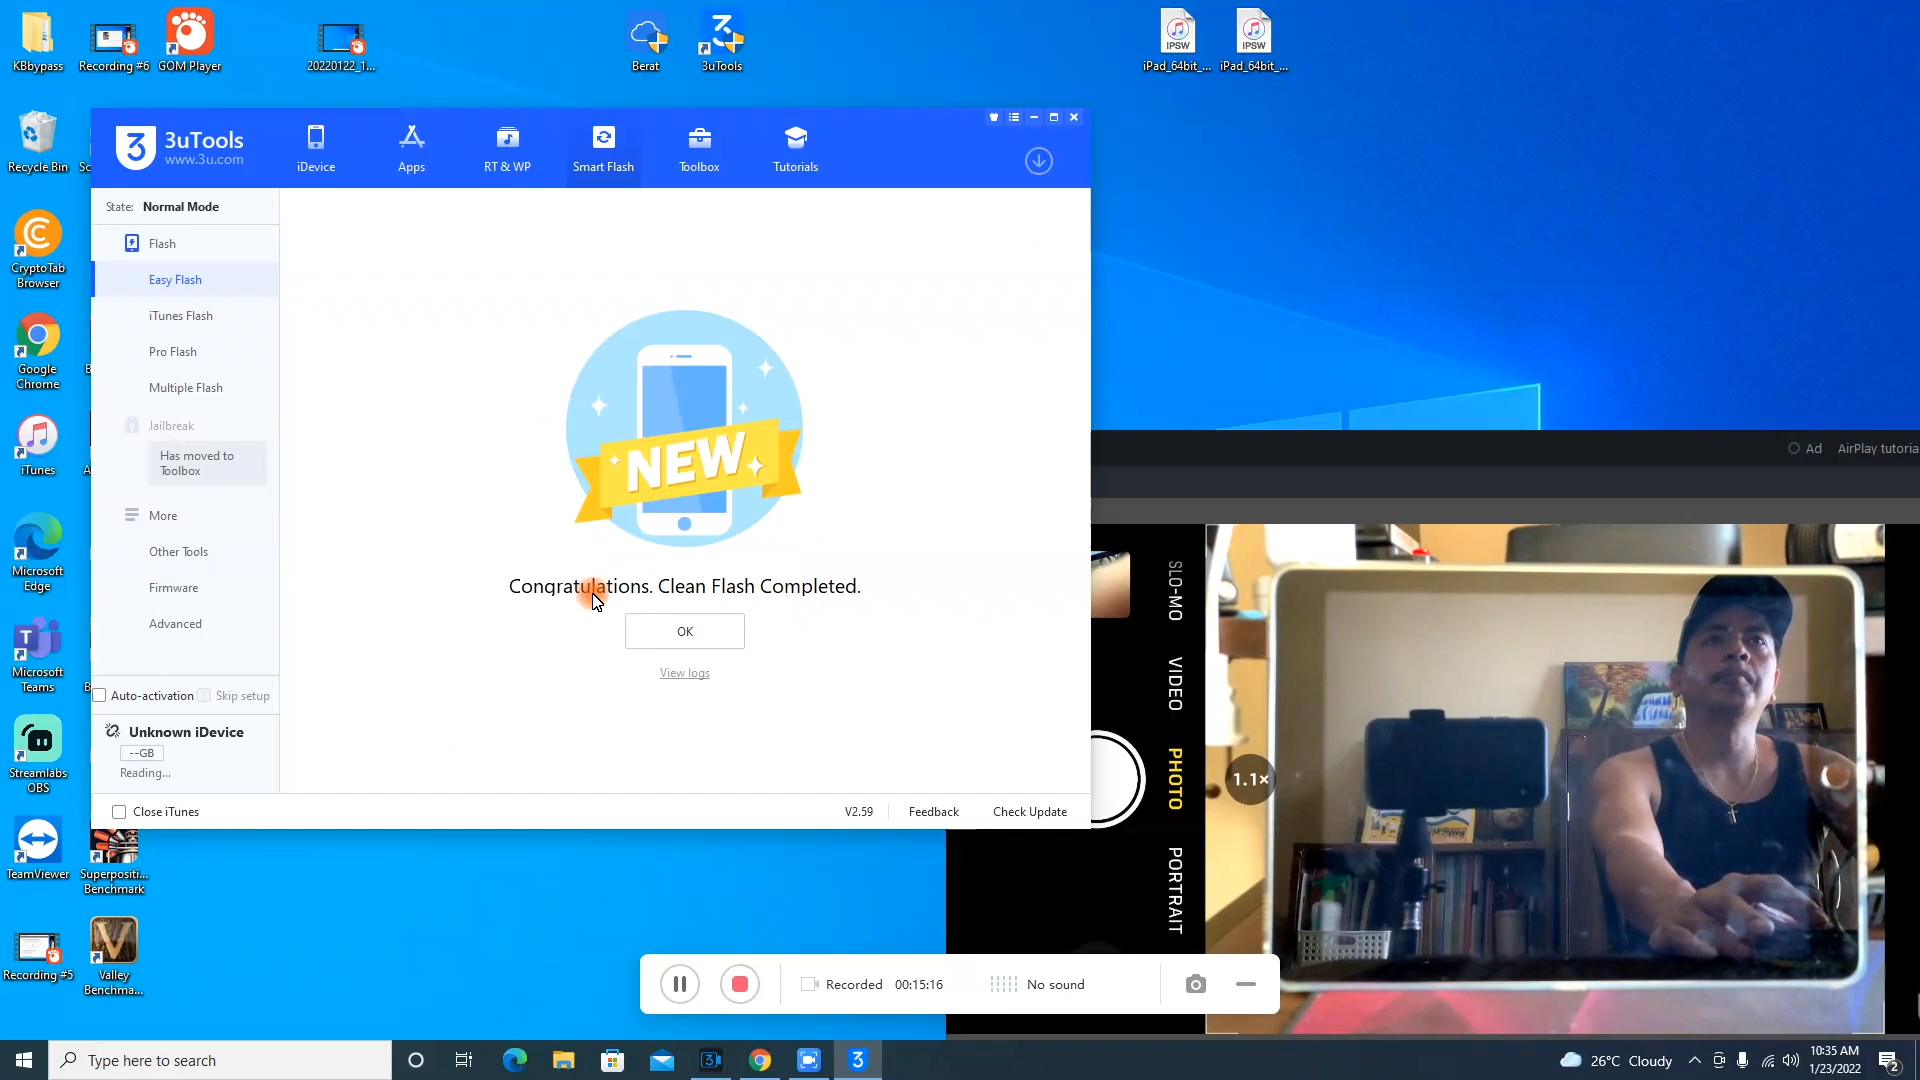 KBbypass
Recording #6
GOM Player
20220122_1...
Berat
3uTools
IPSW
iPad_64bit_...
IPSW
iPad_64bit_...
Recycle Bin
Sc
CryptoTab
Browser
Google
Chrome
iTunes
Microsoft
Edge
Microsoft
Teams
Streamlabs
OBS
TeamViewer
Superpositi...
Benchmark
Recording #5
Valley
Benchma...
3uTools
www.3u.com
iDevice
Apps
RT & WP
Smart Flash
Toolbox
Tutorials
State: Normal Mode
Flash
Easy Flash
iTunes Flash
Pro Flash
Multiple Flash
Jailbreak
Has moved to
Toolbox
More
Other Tools
Firmware
Advanced
Auto-activation
Skip setup
Unknown iDevice
--GB
Reading...
Close iTunes
NEW
Congratulations. Clean Flash Completed.
OK
View logs
V2.59
Feedback
Check Update
Ad
AirPlay tutoria
SLO-MO
VIDEO
PHOTO
PORTRAIT
1.1×
Recorded 00:15:16
No sound
Type here to search
26°C Cloudy
10:35 AM
1/23/2022
2